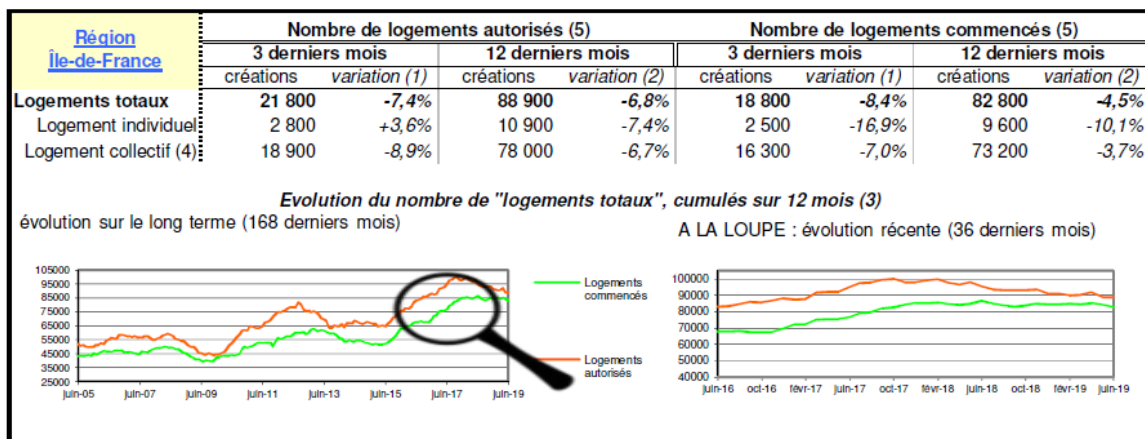 Région
Île-de-France
Nombre de logements autorisés (5) Nombre de logements commencés (5)
3 derniers mois 12 derniers mois 3 derniers mois 12 derniers mois
créations variation (1) créations variation (2) créations variation (1) créations variation (2)
Logements totaux 21 800 -7,4% 88 900 -6,8% 18 800 -8,4% 82 800 -4,5%
Logement individuel 2 800 +3,6% 10 900 -7,4% 2 500 -16,9% 9 600 -10,1%
Logement collectif (4) 18 900 -8,9% 78 000 -6,7% 16 300 -7,0% 73 200 -3,7%
Evolution du nombre de "logements totaux", cumulés sur 12 mois (3)
évolution sur le long terme (168 derniers mois)
A LA LOUPE : évolution récente (36 derniers mois)
105000
95000
85000
75000
65000
55000
45000
35000
25000
juin-05 juin-07 juin-09 juin-11 juin-13 juin-15 juin-17 juin-19
Logements
commencés
Logements
autorisés
100000
90000
80000
70000
60000
50000
40000
juin-16 oct-16 févr-17 juin-17 oct-17 févr-18 juin-18 oct-18 févr-19 juin-19